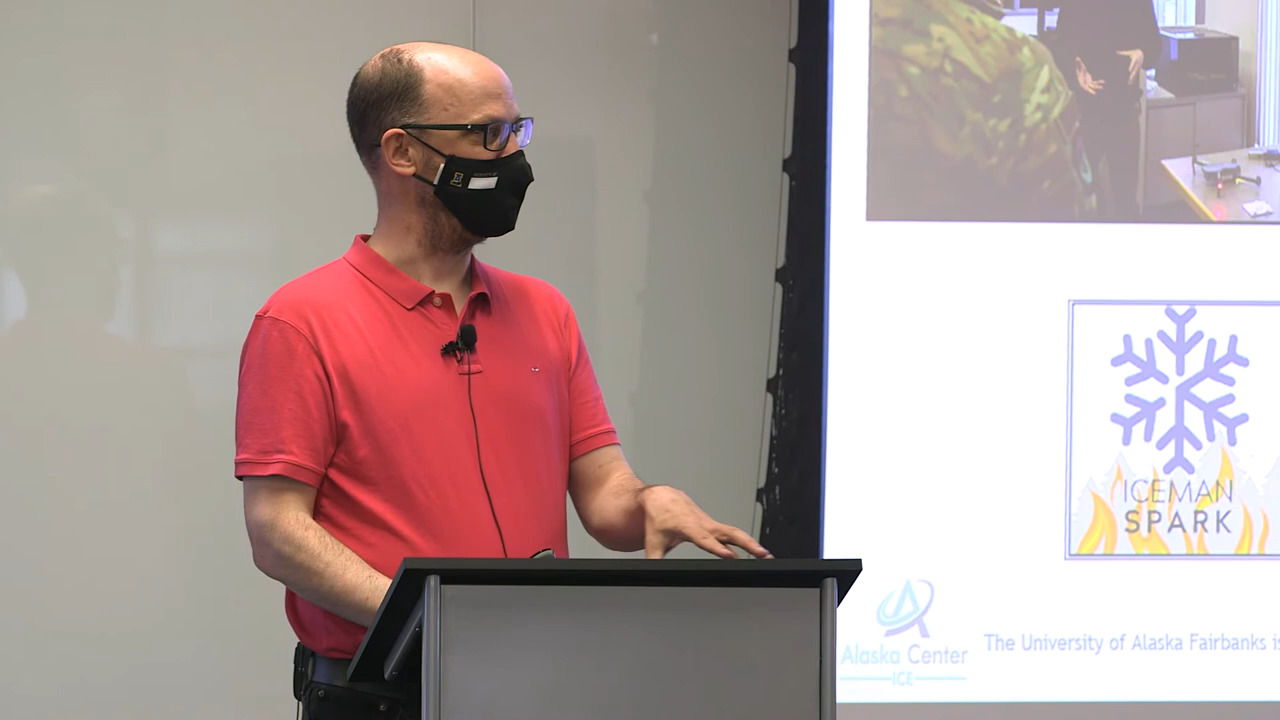 ICEMAN
SPARK
Alaska Center
ICE
The University of Alaska Fairbanks is